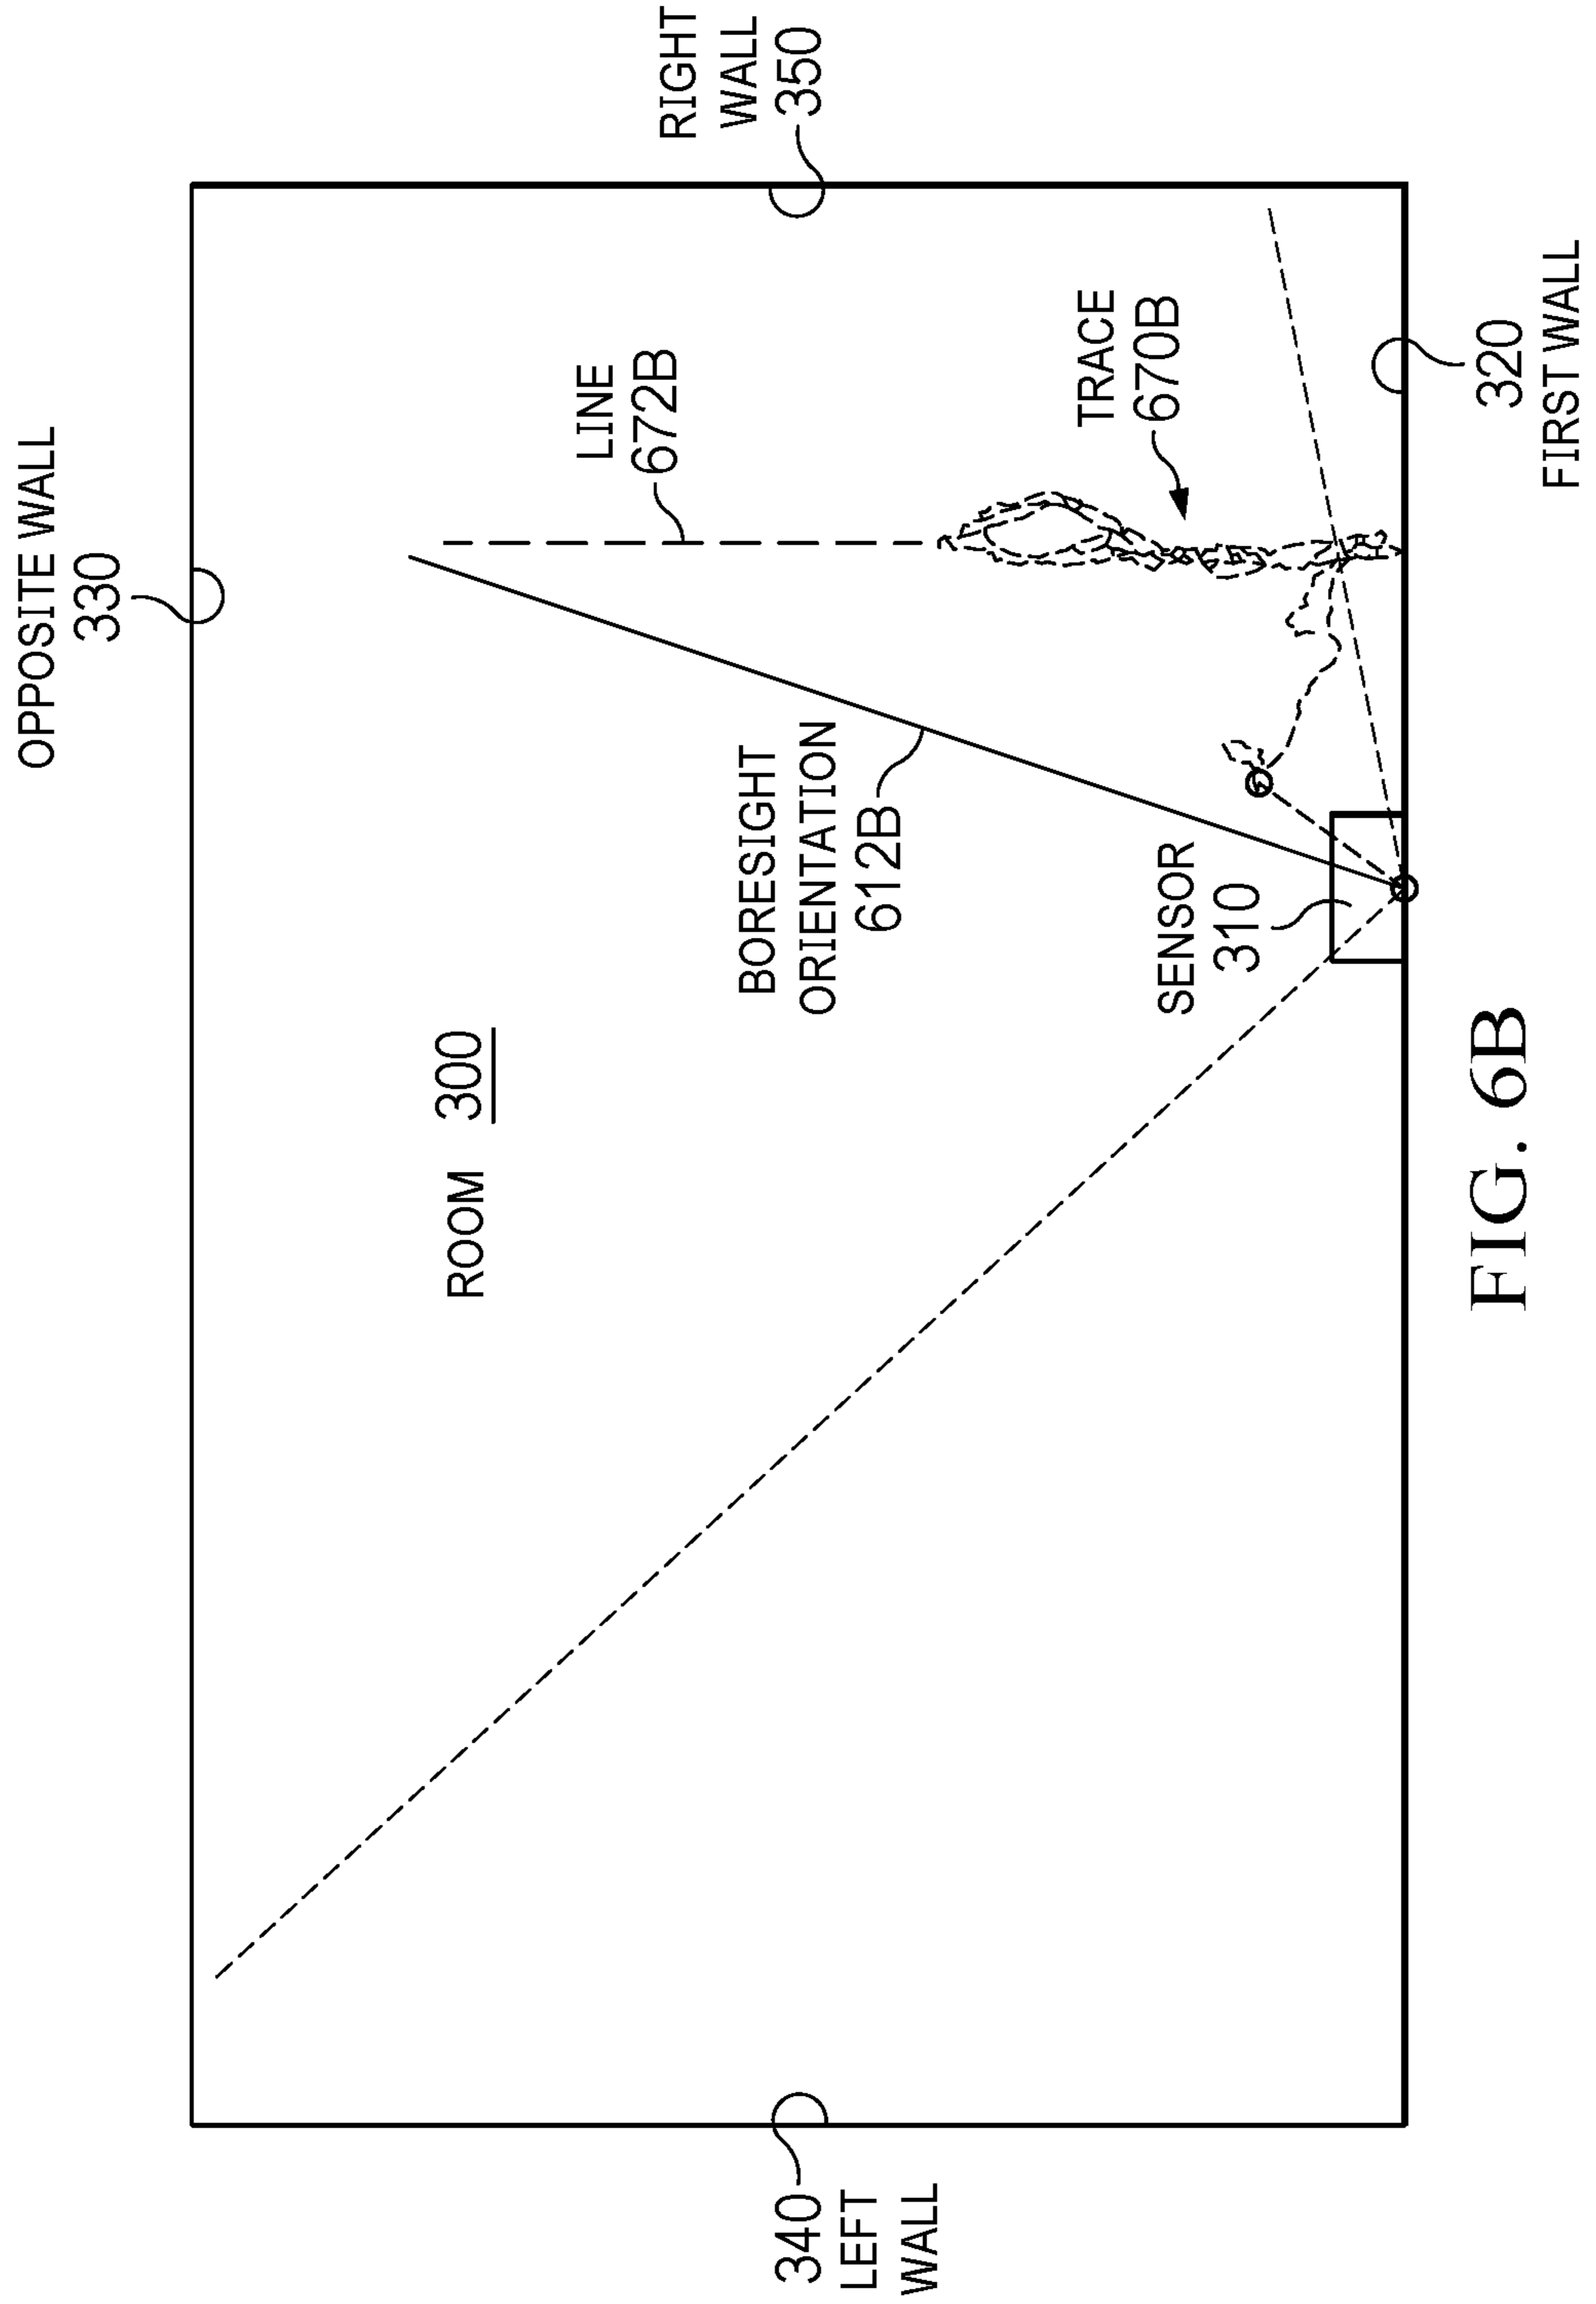 OPPOSITE WALL
330
RIGHT
WALL
350
LINE
672B
ROOM 300
BORESIGHT
ORIENTATION
612B
TRACE
670B
SENSOR
310
340
LEFT
WALL
320
FIRST WALL
FIG. 6B